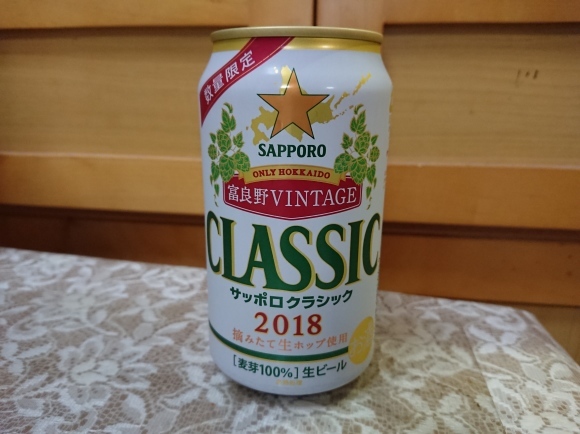 数量限定
SAPPORO
ONLY HOKKAIDO
富良野VINTAGE
CLASSIC
サッポロクラシック
2018
摘みたて生ホップ使用
[麦芽100%]生ビール